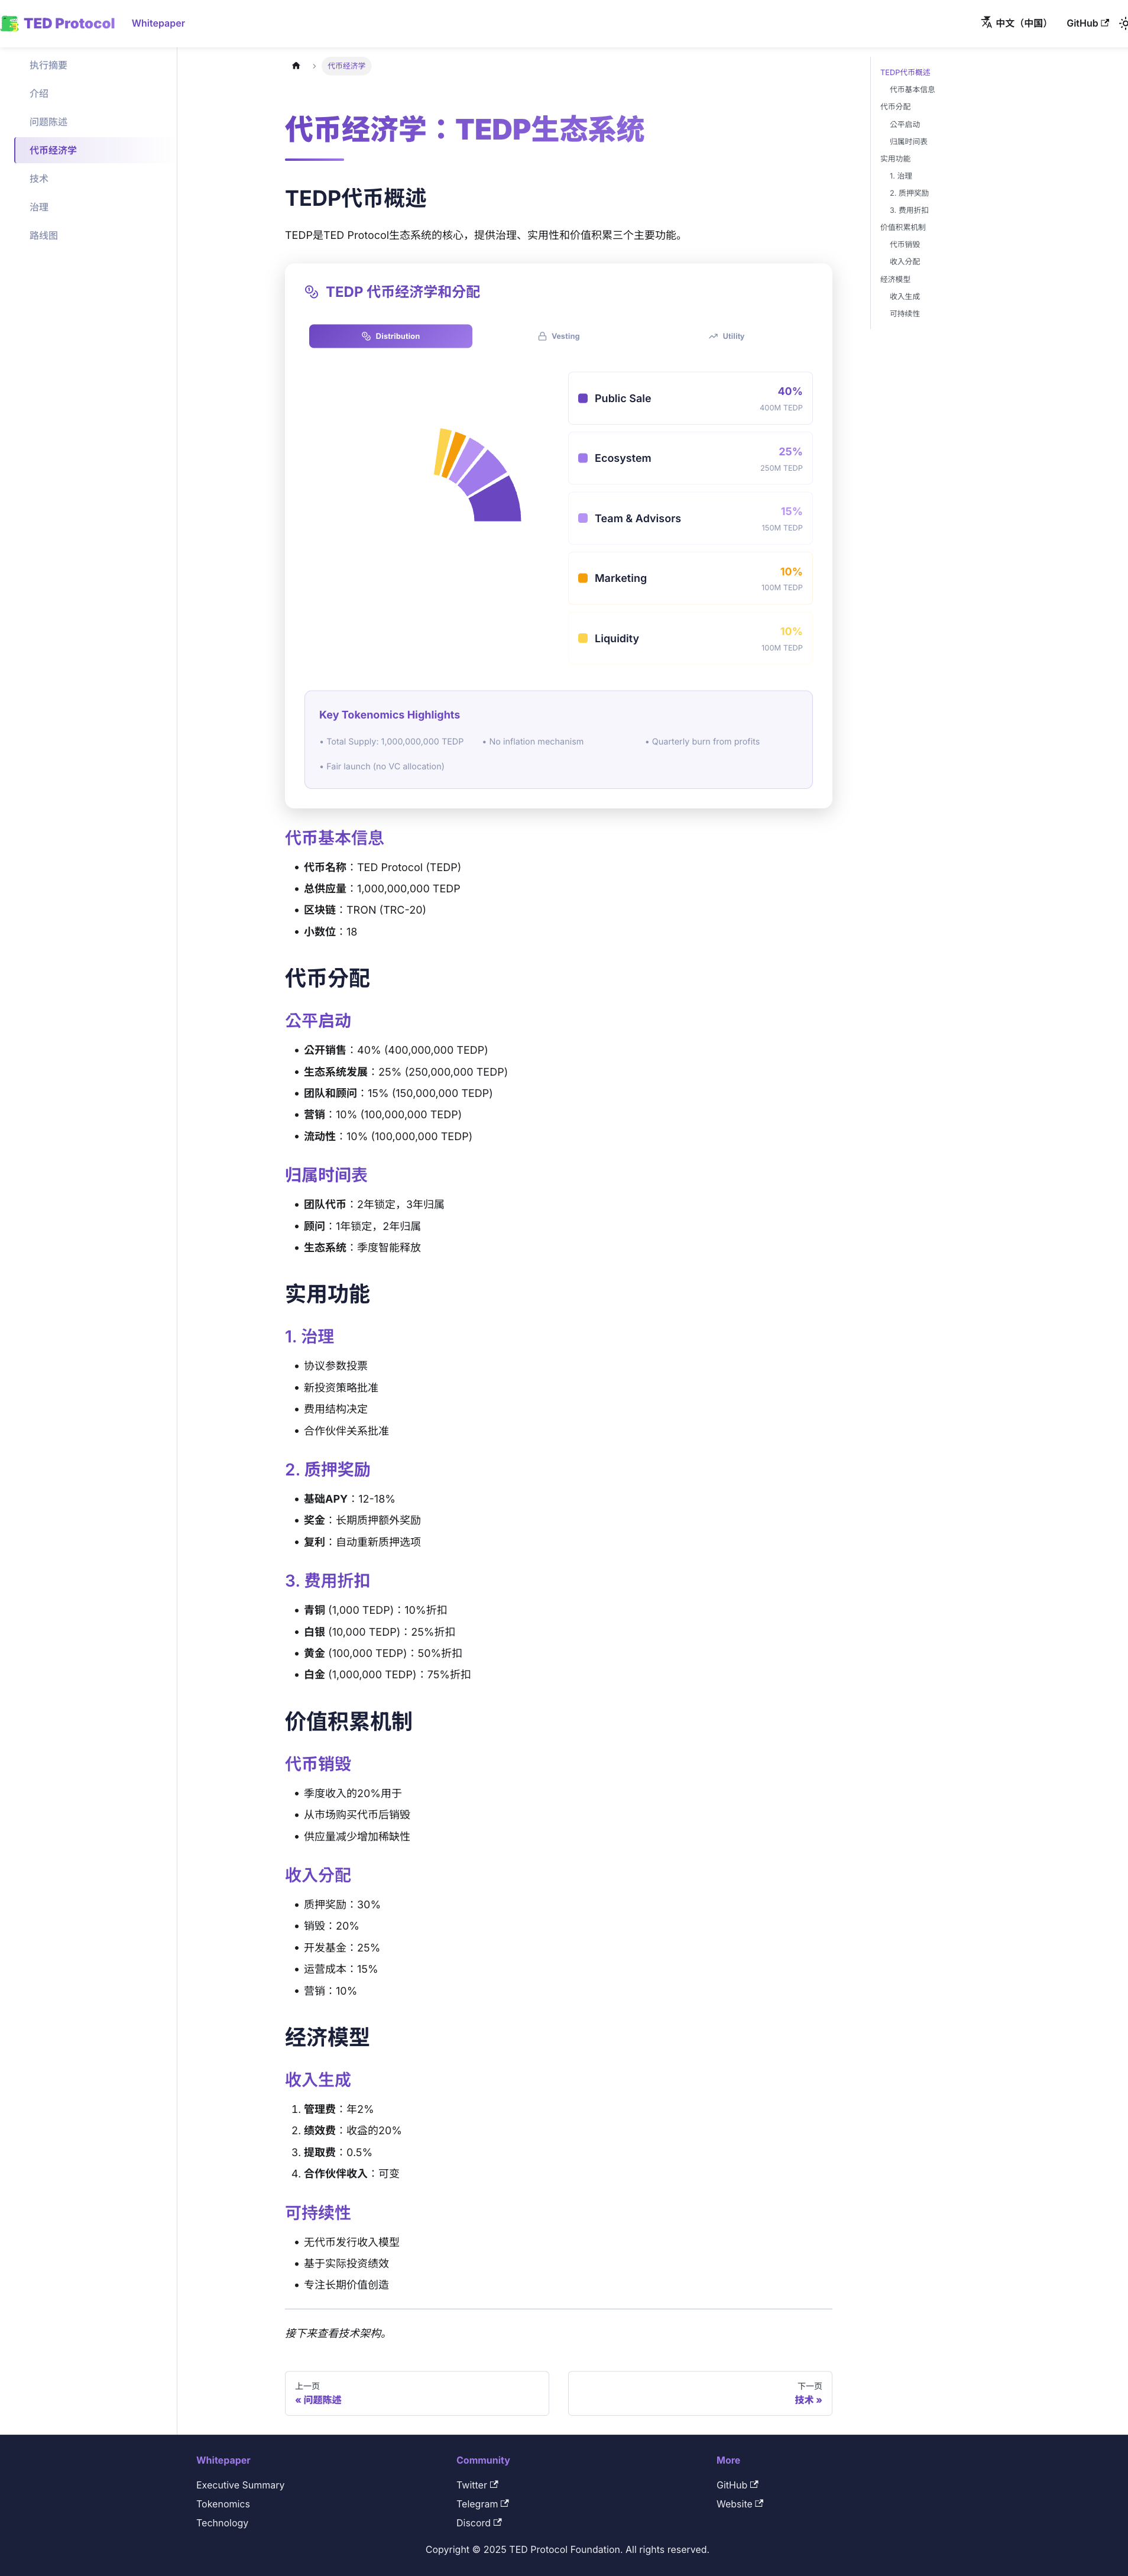 TED Protocol
Whitepaper
中文（中国）
GitHub
执行摘要
介绍
问题陈述
代币经济学
技术
治理
路线图
代币经济学
代币经济学：TEDP生态系统
TEDP代币概述
TEDP是TED Protocol生态系统的核心，提供治理、实用性和价值积累三个主要功能。
TEDP 代币经济学和分配
Distribution
Vesting
Utility
Public Sale
40%
400M TEDP
Ecosystem
25%
250M TEDP
Team & Advisors
15%
150M TEDP
Marketing
10%
100M TEDP
Liquidity
10%
100M TEDP
Key Tokenomics Highlights
• Total Supply: 1,000,000,000 TEDP
• No inflation mechanism
• Quarterly burn from profits
• Fair launch (no VC allocation)
代币基本信息
• 代币名称：TED Protocol (TEDP)
• 总供应量：1,000,000,000 TEDP
• 区块链：TRON (TRC-20)
• 小数位：18
代币分配
公平启动
• 公开销售：40% (400,000,000 TEDP)
• 生态系统发展：25% (250,000,000 TEDP)
• 团队和顾问：15% (150,000,000 TEDP)
• 营销：10% (100,000,000 TEDP)
• 流动性：10% (100,000,000 TEDP)
归属时间表
• 团队代币：2年锁定，3年归属
• 顾问：1年锁定，2年归属
• 生态系统：季度智能释放
实用功能
1. 治理
• 协议参数投票
• 新投资策略批准
• 费用结构决定
• 合作伙伴关系批准
2. 质押奖励
• 基础APY：12-18%
• 奖金：长期质押额外奖励
• 复利：自动重新质押选项
3. 费用折扣
• 青铜 (1,000 TEDP)：10%折扣
• 白银 (10,000 TEDP)：25%折扣
• 黄金 (100,000 TEDP)：50%折扣
• 白金 (1,000,000 TEDP)：75%折扣
价值积累机制
代币销毁
• 季度收入的20%用于
• 从市场购买代币后销毁
• 供应量减少增加稀缺性
收入分配
• 质押奖励：30%
• 销毁：20%
• 开发基金：25%
• 运营成本：15%
• 营销：10%
经济模型
收入生成
1. 管理费：年2%
2. 绩效费：收益的20%
3. 提取费：0.5%
4. 合作伙伴收入：可变
可持续性
• 无代币发行收入模型
• 基于实际投资绩效
• 专注长期价值创造
接下来查看技术架构。
上一页
« 问题陈述
下一页
技术 »
TEDP代币概述
代币基本信息
代币分配
公平启动
归属时间表
实用功能
1. 治理
2. 质押奖励
3. 费用折扣
价值积累机制
代币销毁
收入分配
经济模型
收入生成
可持续性
Whitepaper
Executive Summary
Tokenomics
Technology
Community
Twitter
Telegram
Discord
More
GitHub
Website
Copyright © 2025 TED Protocol Foundation. All rights reserved.